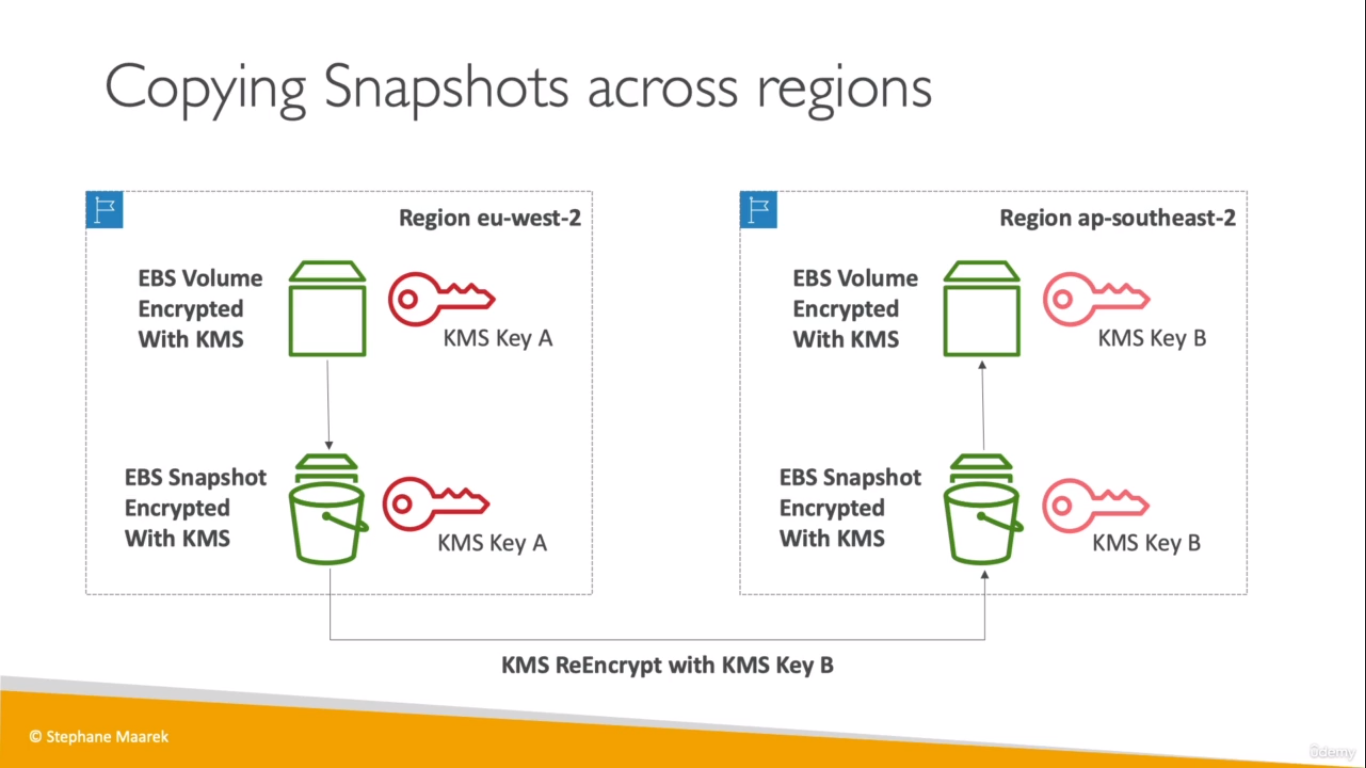 Copying Snapshots across regions
Region eu-west-2
EBS Volume
Encrypted
With KMS
KMS Key A
EBS Snapshot
Encrypted
With KMS
KMS Key A
Region ap-southeast-2
EBS Volume
Encrypted
With KMS
KMS Key B
EBS Snapshot
Encrypted
With KMS
KMS Key B
KMS ReEncrypt with KMS Key B
© Stephane Maarek
ûdemy